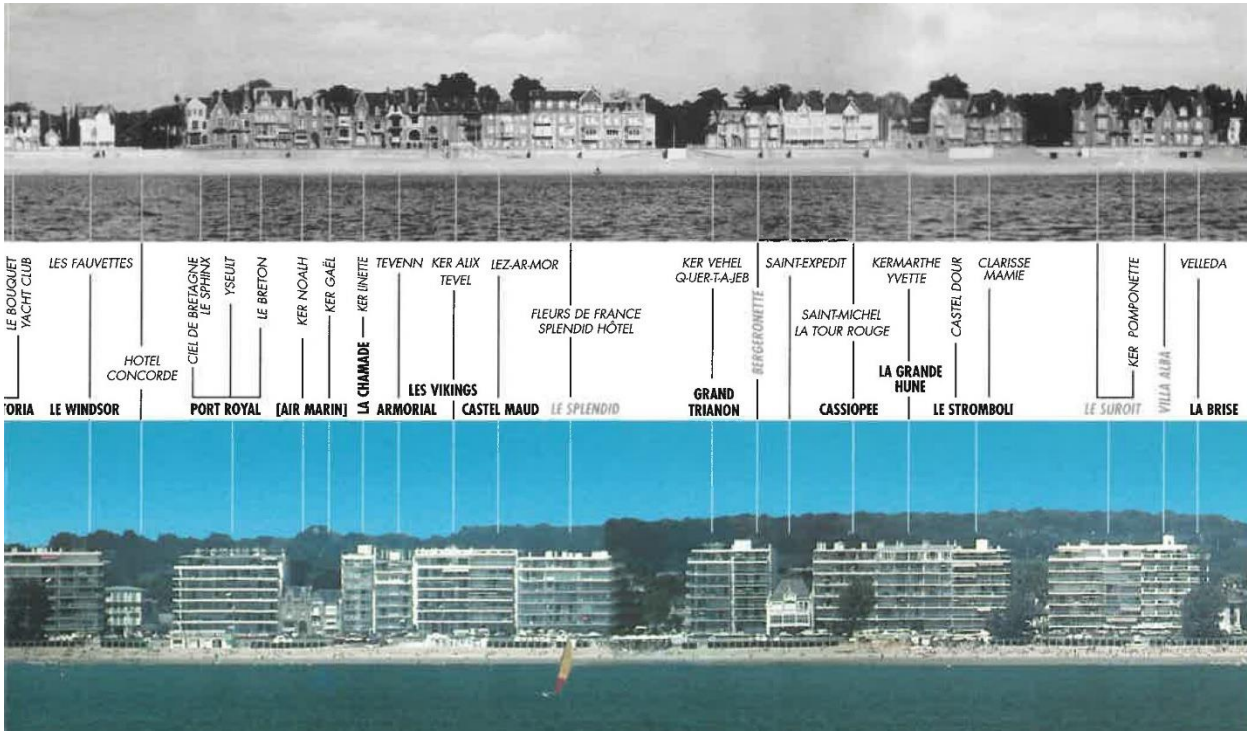 LE BOUQUET
YACHT CLUB
LES FAUVETTES
HOTEL
CONCORDE
CIEL DE BRETAGNE
LE SPHINX
YSEULT
LE BRETON
KER NOALH
KER GAËL
KER LINETTE
TEVENN
KER ALIX
TEVEL
LEZ-AR-MOR
FLEURS DE FRANCE
SPLENDID HÔTEL
KER VEHEL
Q-UER-T-A-JEB
BERGERONETTE
SAINT-EXPEDIT
SAINT-MICHEL
LA TOUR ROUGE
KERMARTHE
YVETTE
CASTEL DOUR
CLARISSE
MAMIE
KER POMPONETTE
VELLEDA
TORIA
LE WINDSOR
PORT ROYAL
[AIR MARIN]
LA CHAMADE
ARMORIAL
LES VIKINGS
CASTEL MAUD
LE SPLENDID
GRAND
TRIANON
CASSIOPEE
LA GRANDE
HUNE
LE STROMBOLI
LE SUROIT
VILLA ALBA
LA BRISE